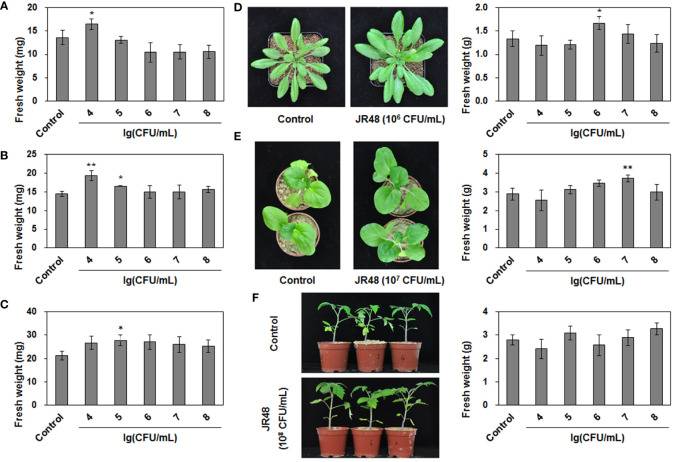 A
Fresh weight (mg)
20
15
10
5
0
*
Control
4
5
6
7
8
lg(CFU/mL)
B
Fresh weight (mg)
25
20
15
10
5
0
**
*
Control
4
5
6
7
8
lg(CFU/mL)
C
Fresh weight (mg)
40
30
20
10
0
*
Control
4
5
6
7
8
lg(CFU/mL)
D
Control
JR48 (10⁶ CFU/mL)
Fresh weight (g)
2.0
1.5
1.0
0.5
0.0
*
Control
4
5
6
7
8
lg(CFU/mL)
E
Control
JR48 (10⁷ CFU/mL)
Fresh weight (g)
5
4
3
2
1
0
**
Control
4
5
6
7
8
lg(CFU/mL)
F
Control
JR48
(10⁸ CFU/mL)
Fresh weight (g)
4
3
2
1
0
Control
4
5
6
7
8
lg(CFU/mL)